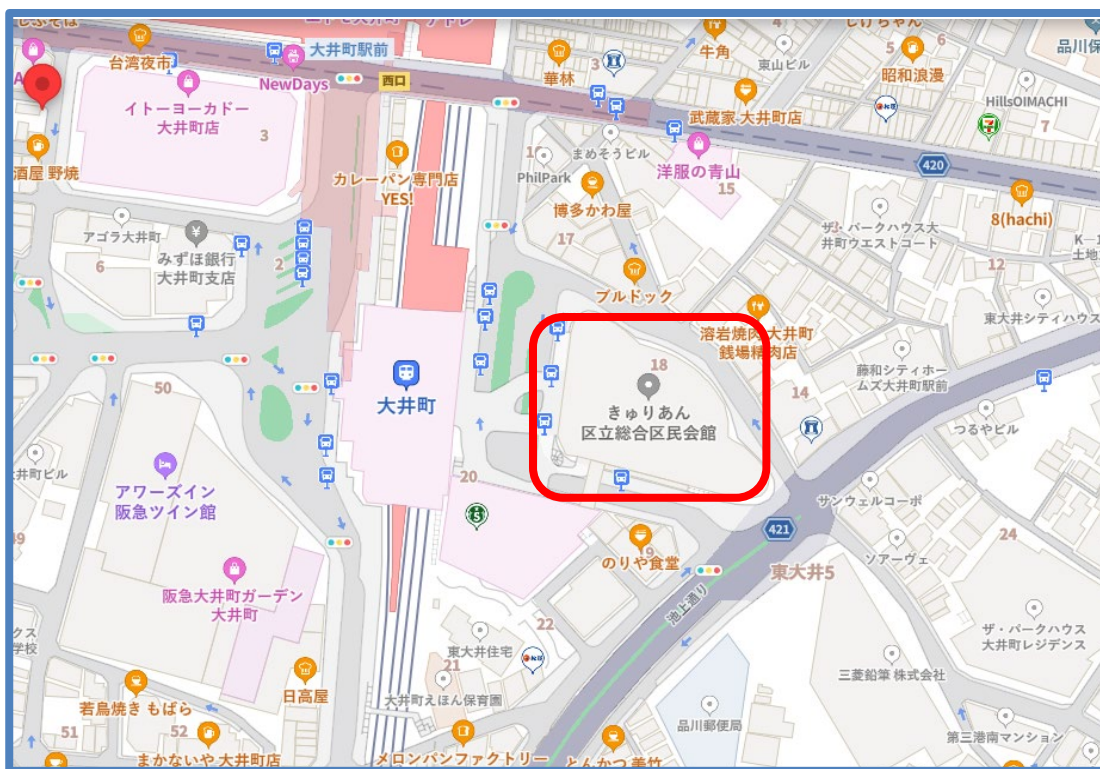 大井町駅前
台湾夜市
NewDays
西口
華林
3
牛角
東山ビル
しげちゃん
5
6
昭和浪漫
品川保
イトーヨーカドー
大井町店
3
武蔵家 大井町店
HillsOIMACHI
7
酒屋 野焼
カレーパン専門店
YES!
まめそうビル
16
PhilPark
洋服の青山
15
420
8(hachi)
アゴラ大井町
6
みずほ銀行
大井町支店
2
博多かわ屋
17
ザ・パークハウス大
井町ウエストコート
12
ブルドック
東大井シティハウス
溶岩焼肉 大井町
銭場精肉店
18
きゅりあん
区立総合区民会館
14
藤和シティホー
ムズ大井町駅前
つるやビル
50
大井町
大井町ビル
アワーズイン
阪急ツイン館
20
サンウェルコーポ
421
24
49
のりや食堂
19
東大井5
ソアーヴェ
池上通り
阪急大井町ガーデン
大井町
22
東大井住宅
21
大井町えほん保育園
ザ・パークハウス
大井町レジデンス
クス
学校
三菱鉛筆 株式会社
若鳥焼き もばら
日高屋
品川郵便局
51
52
まかないや 大井町店
メロンパンファクトリー
とんかつ 美竹
第三港南マンション